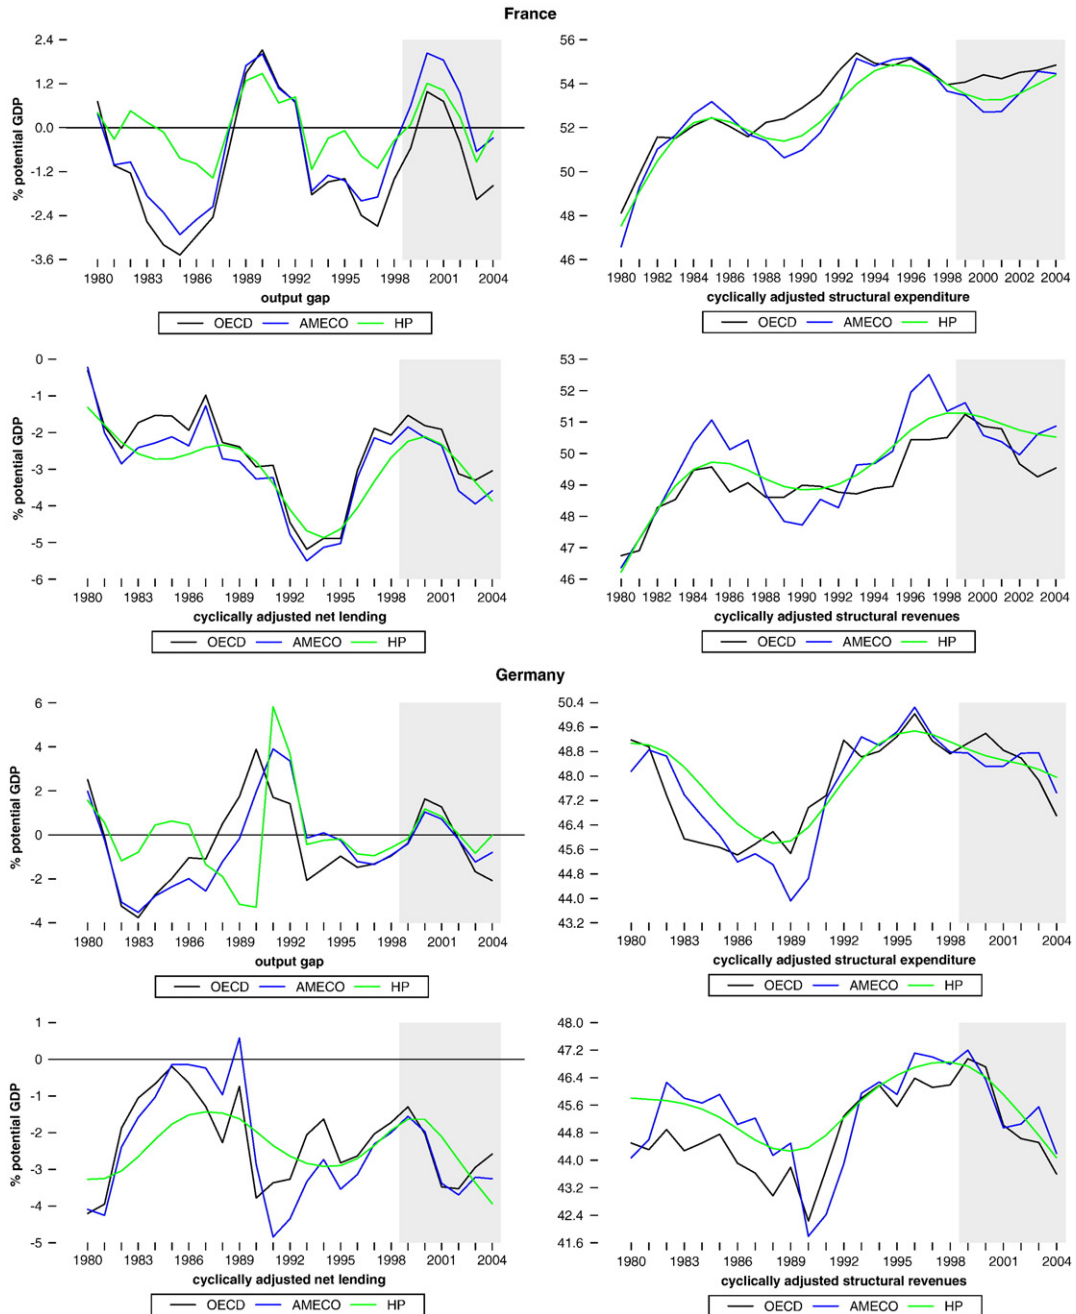 France
% potential GDP
2.4
1.2
0.0
-1.2
-2.4
-3.6
1980 1983 1986 1989 1992 1995 1998 2001 2004
output gap
OECD AMECO HP
56
54
52
50
48
46
1980 1982 1984 1986 1988 1990 1992 1994 1996 1998 2000 2002 2004
cyclically adjusted structural expenditure
OECD AMECO HP
% potential GDP
0
-1
-2
-3
-4
-5
-6
1980 1983 1986 1989 1992 1995 1998 2001 2004
cyclically adjusted net lending
OECD AMECO HP
53
52
51
50
49
48
47
46
1980 1982 1984 1986 1988 1990 1992 1994 1996 1998 2000 2002 2004
cyclically adjusted structural revenues
OECD AMECO HP
Germany
% potential GDP
6
4
2
0
-2
-4
1980 1983 1986 1989 1992 1995 1998 2001 2004
output gap
OECD AMECO HP
50.4
49.6
48.8
48.0
47.2
46.4
45.6
44.8
44.0
43.2
1980 1983 1986 1989 1992 1995 1998 2001 2004
cyclically adjusted structural expenditure
OECD AMECO HP
% potential GDP
1
0
-1
-2
-3
-4
-5
1980 1983 1986 1989 1992 1995 1998 2001 2004
cyclically adjusted net lending
OECD AMECO HP
48.0
47.2
46.4
45.6
44.8
44.0
43.2
42.4
41.6
1980 1983 1986 1989 1992 1995 1998 2001 2004
cyclically adjusted structural revenues
OECD AMECO HP